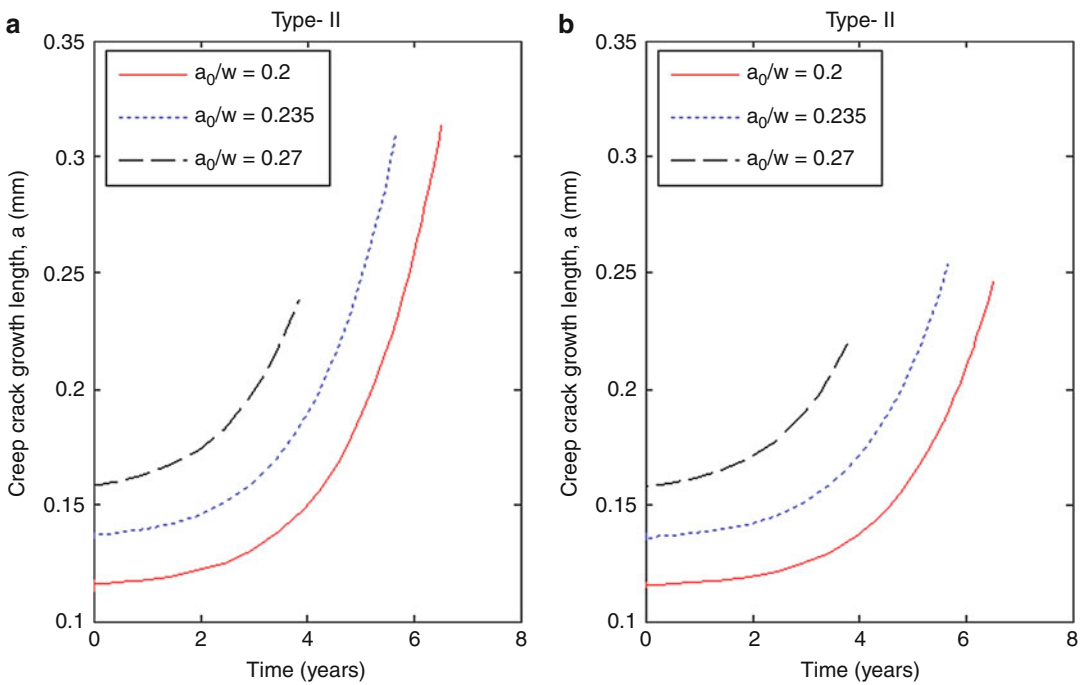 a
Type- II
0.35
0.3
0.25
0.2
0.15
0.1
Creep crack growth length, a (mm)
a₀/w = 0.2
a₀/w = 0.235
a₀/w = 0.27
0 2 4 6 8
Time (years)
b
Type- II
0.35
0.3
0.25
0.2
0.15
0.1
Creep crack growth length, a (mm)
a₀/w = 0.2
a₀/w = 0.235
a₀/w = 0.27
0 2 4 6 8
Time (years)